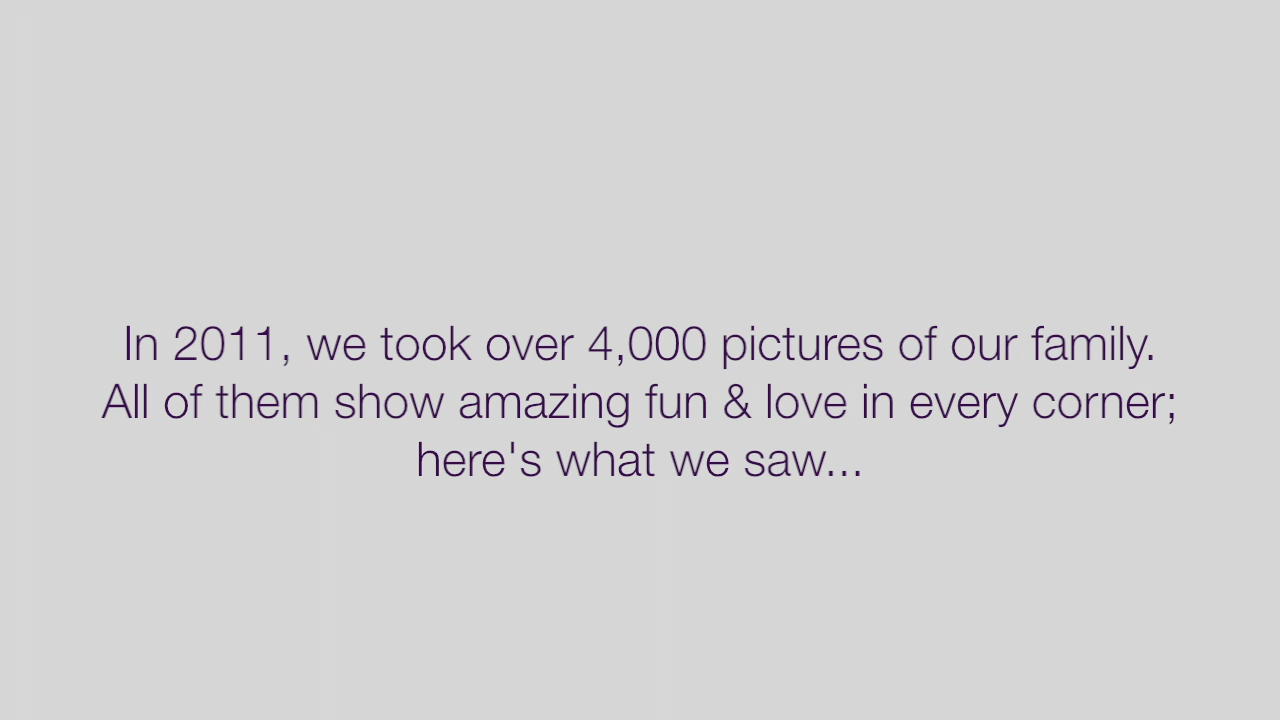 In 2011, we took over 4,000 pictures of our family.
All of them show amazing fun & love in every corner;
here's what we saw...